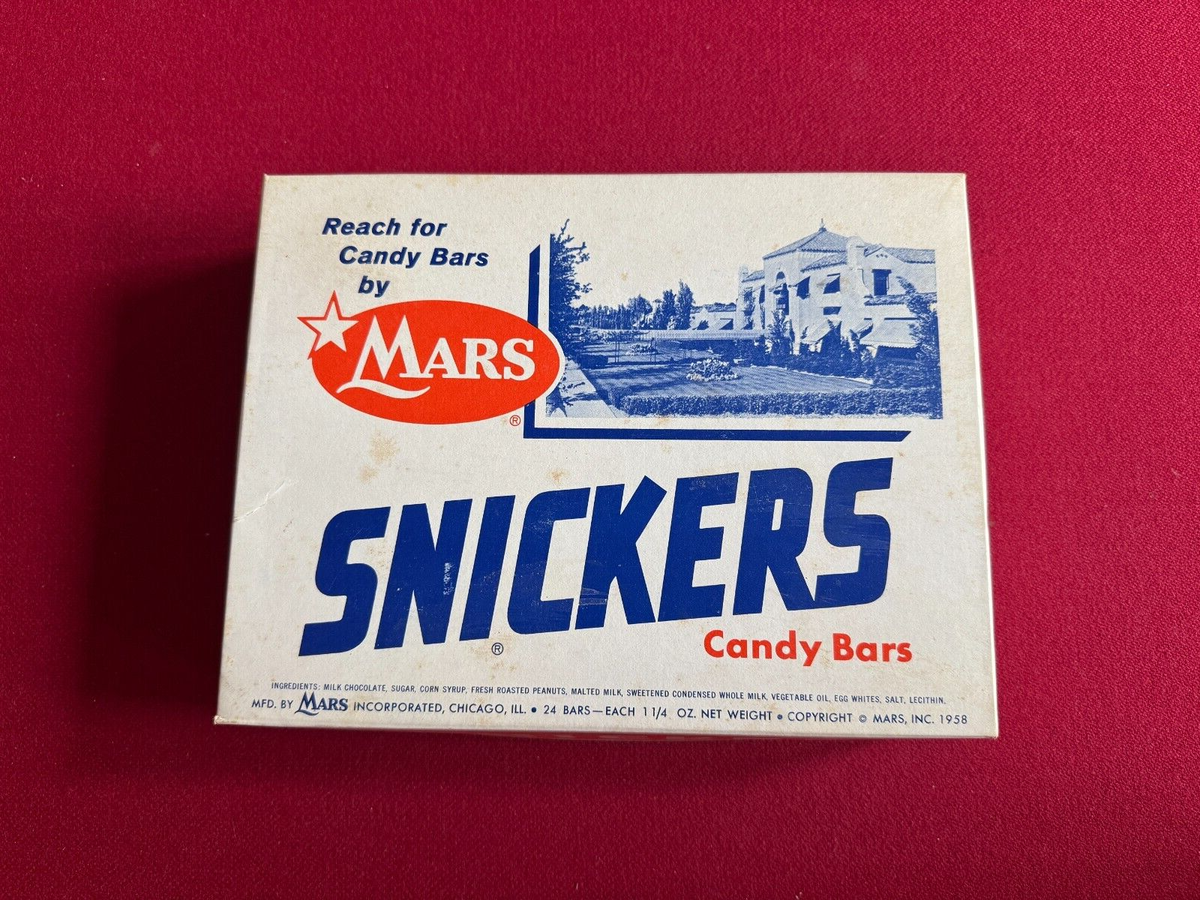 Reach for
Candy Bars
by
MARS
®
SNICKERS
®
Candy Bars
INGREDIENTS: MILK CHOCOLATE, SUGAR, CORN SYRUP, FRESH ROASTED PEANUTS, MALTED MILK, SWEETENED CONDENSED WHOLE MILK, VEGETABLE OIL, EGG WHITES, SALT, LECITHIN.
MFD. BY MARS INCORPORATED, CHICAGO, ILL. • 24 BARS—EACH 1 1/4 OZ. NET WEIGHT • COPYRIGHT © MARS, INC. 1958